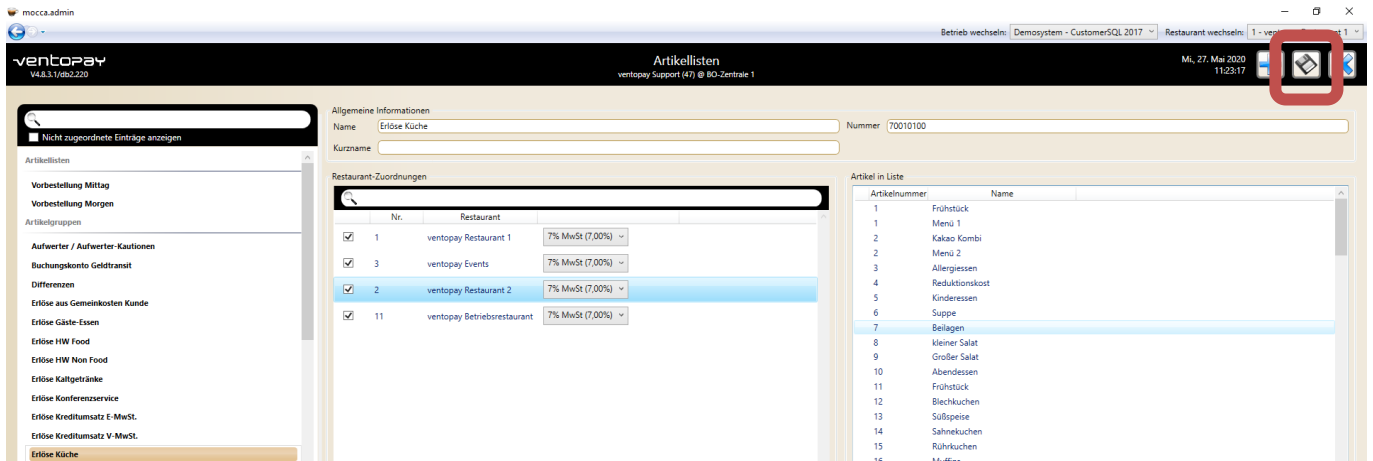 mocca.admin
Betrieb wechseln: Demosystem - CustomerSQL 2017 Restaurant wechseln: 1
ventopay
V4.8.3.1/db2.220
Artikellisten
ventopay Support (47) @ BO-Zentrale 1
Mi., 27. Mai 2020
11:23:17
Nicht zugeordnete Einträge anzeigen
Artikellisten
Vorbestellung Mittag
Vorbestellung Morgen
Artikelgruppen
Aufwerter / Aufwerter-Kautionen
Buchungskonto Geldtransit
Differenzen
Erlöse aus Gemeinkosten Kunde
Erlöse Gäste-Essen
Erlöse HW Food
Erlöse HW Non Food
Erlöse Kaltgetränke
Erlöse Konferenzservice
Erlöse Kreditumsatz E-MwSt.
Erlöse Kreditumsatz V-MwSt.
Erlöse Küche
Allgemeine Informationen
Name Erlöse Küche
Nummer 70010100
Kurzname
Restaurant-Zuordnungen
Nr. Restaurant
1 ventopay Restaurant 1 7% MwSt (7,00%)
3 ventopay Events 7% MwSt (7,00%)
2 ventopay Restaurant 2 7% MwSt (7,00%)
11 ventopay Betriebsrestaurant 7% MwSt (7,00%)
Artikel in Liste
Artikelnummer Name
1 Frühstück
1 Menü 1
2 Kakao Kombi
2 Menü 2
3 Allergiessen
4 Reduktionskost
5 Kinderessen
6 Suppe
7 Beilagen
8 kleiner Salat
9 Großer Salat
10 Abendessen
11 Frühstück
12 Blechkuchen
13 Süßspeise
14 Sahnekuchen
15 Rührkuchen